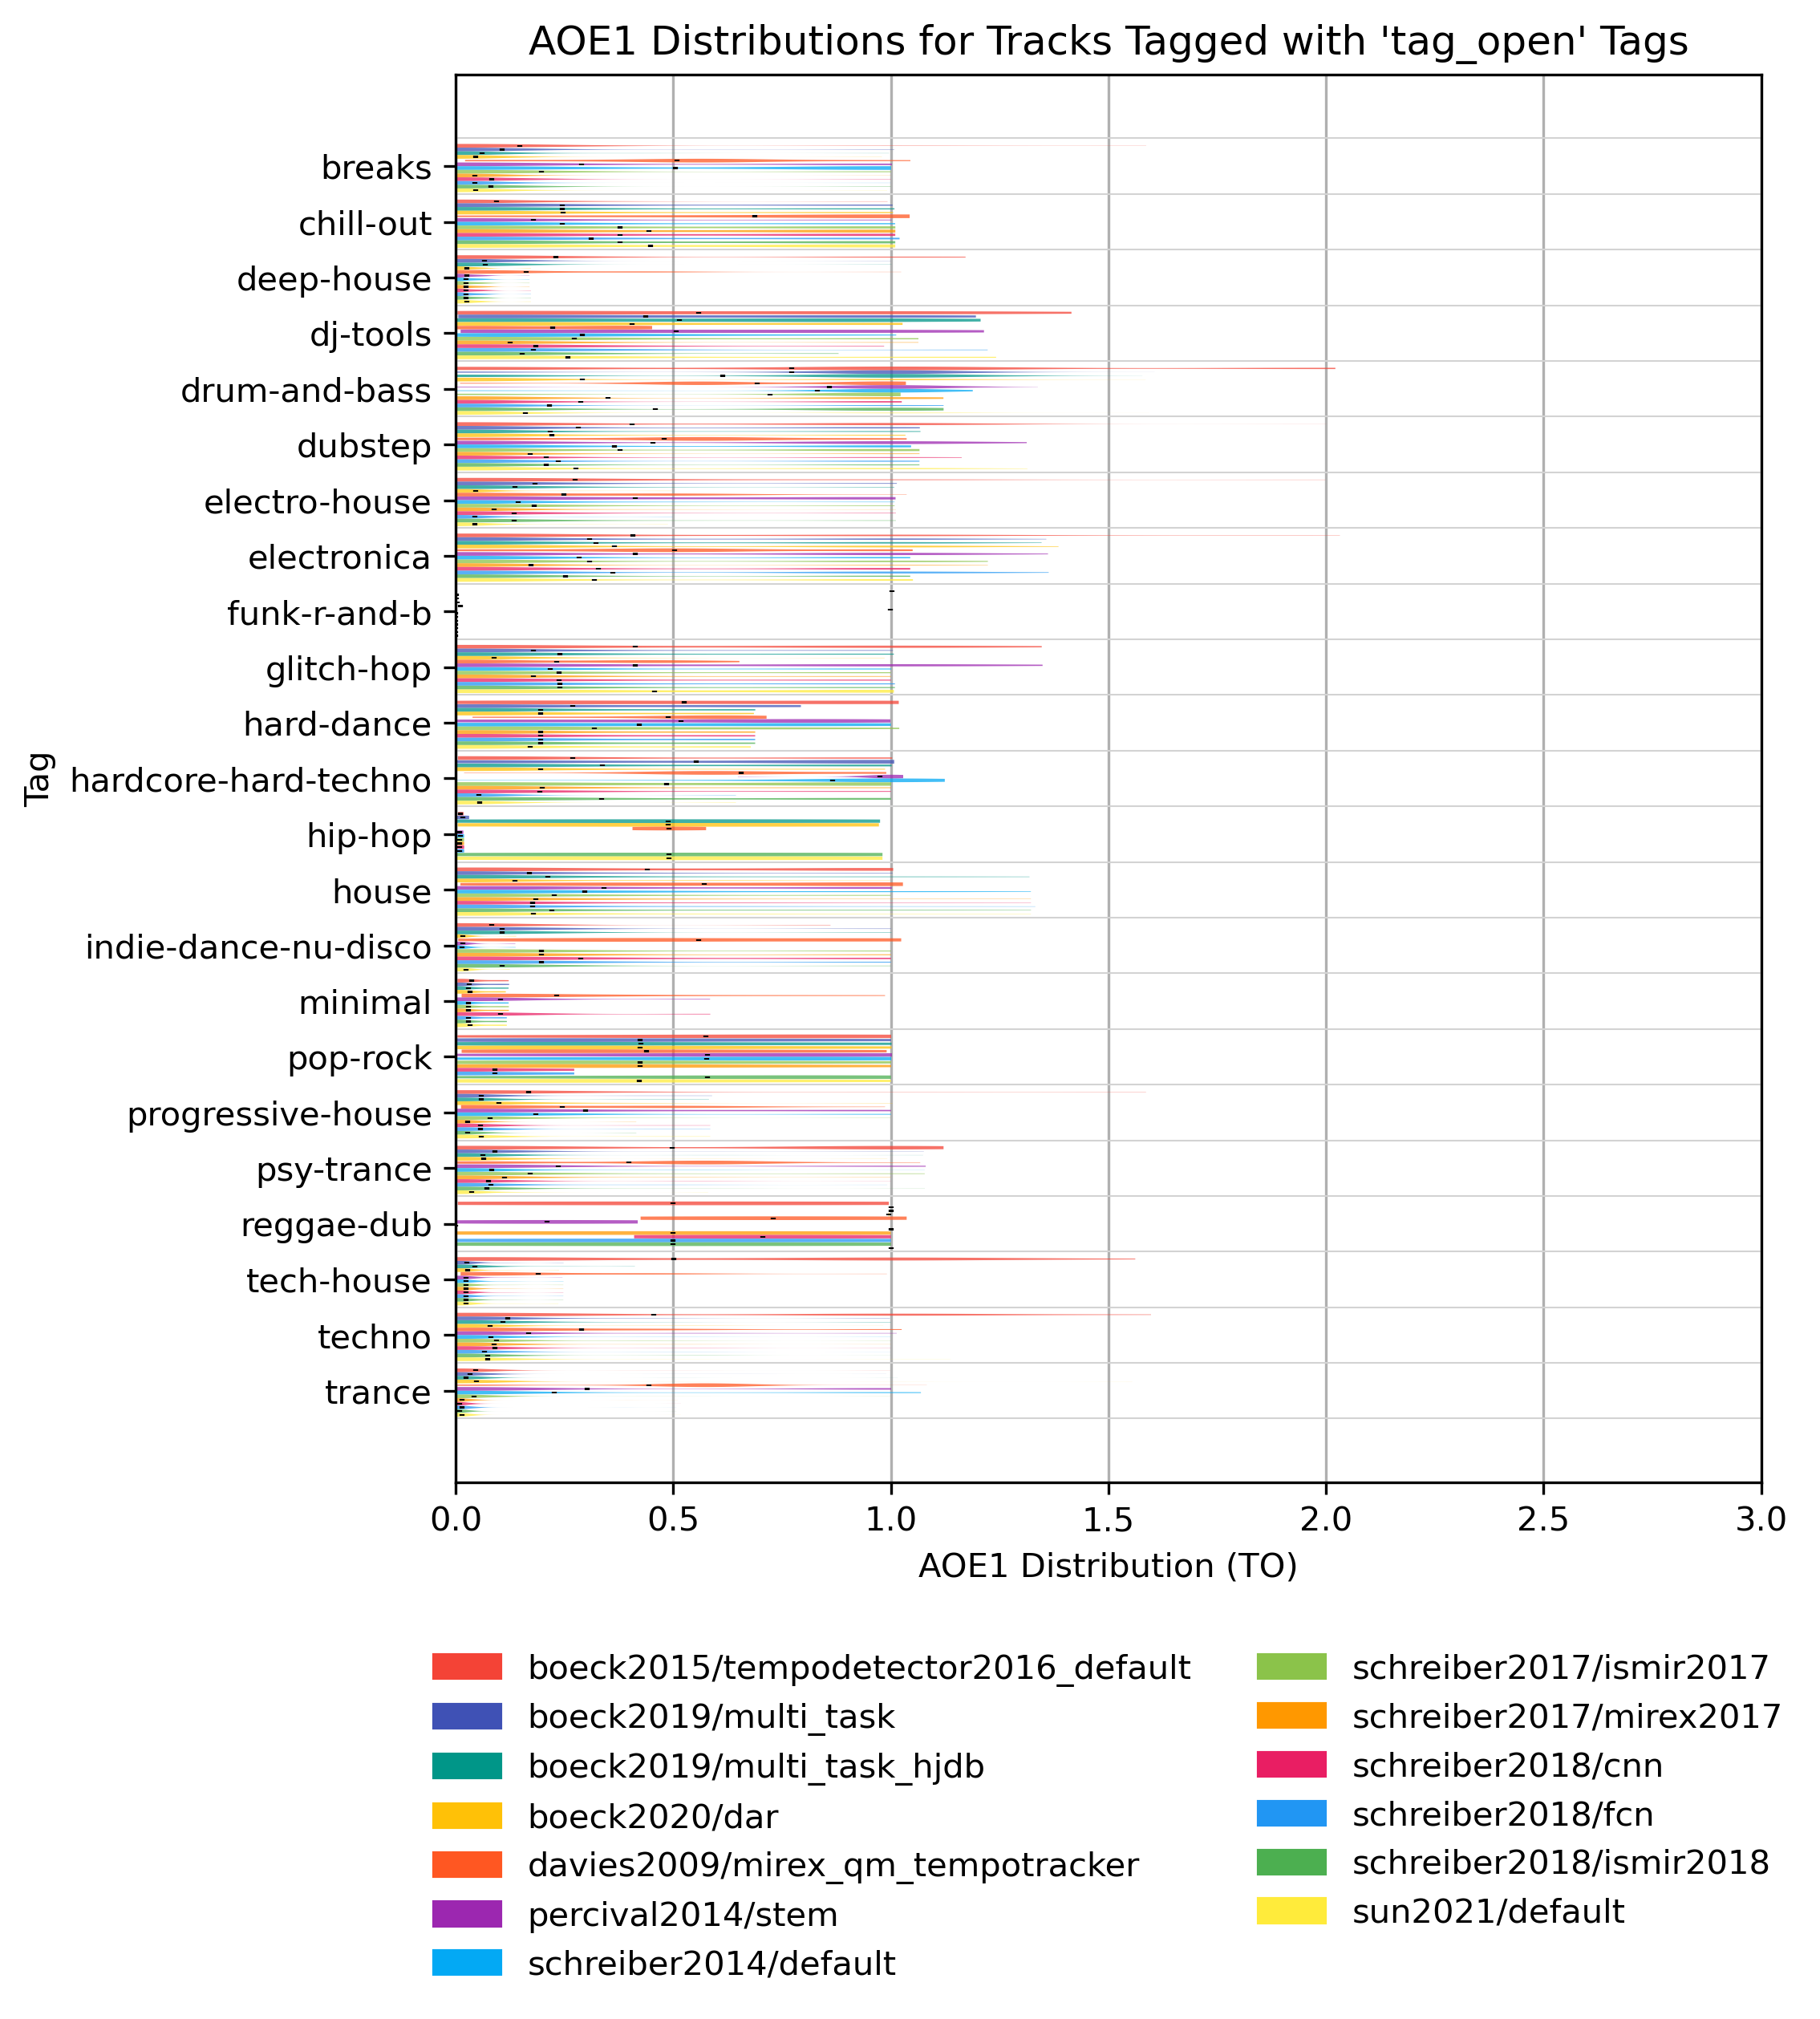 AOE1 Distributions for Tracks Tagged with 'tag_open' Tags
Tag
breaks
chill-out
deep-house
dj-tools
drum-and-bass
dubstep
electro-house
electronica
funk-r-and-b
glitch-hop
hard-dance
hardcore-hard-techno
hip-hop
house
indie-dance-nu-disco
minimal
pop-rock
progressive-house
psy-trance
reggae-dub
tech-house
techno
trance
0.0 0.5 1.0 1.5 2.0 2.5 3.0
AOE1 Distribution (TO)
boeck2015/tempodetector2016_default
boeck2019/multi_task
boeck2019/multi_task_hjdb
boeck2020/dar
davies2009/mirex_qm_tempotracker
percival2014/stem
schreiber2014/default
schreiber2017/ismir2017
schreiber2017/mirex2017
schreiber2018/cnn
schreiber2018/fcn
schreiber2018/ismir2018
sun2021/default